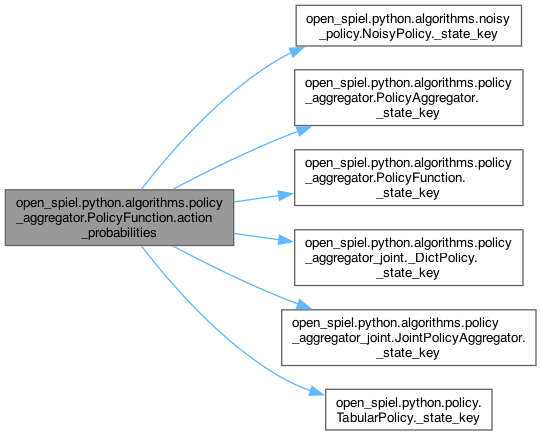 open_spiel.python.algorithms.noisy
_policy.NoisyPolicy._state_key
open_spiel.python.algorithms.policy
_aggregator.PolicyAggregator.
_state_key
open_spiel.python.algorithms.policy
_aggregator.PolicyFunction.
_state_key
open_spiel.python.algorithms.policy
_aggregator.PolicyFunction.action
_probabilities
open_spiel.python.algorithms.policy
_aggregator_joint._DictPolicy.
_state_key
open_spiel.python.algorithms.policy
_aggregator_joint.JointPolicyAggregator.
_state_key
open_spiel.python.policy.
TabularPolicy._state_key